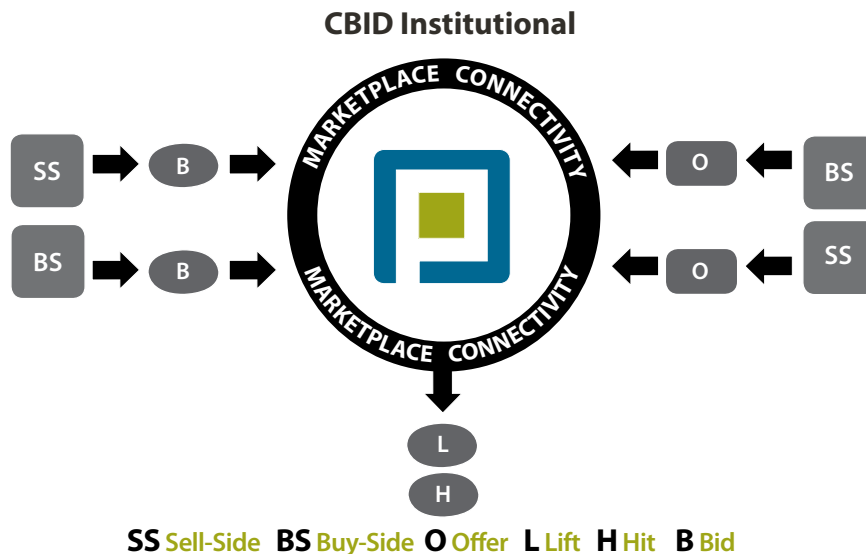 CBID Institutional
MARKETPLACE CONNECTIVITY
SS
B
O
BS
BS
B
O
SS
MARKETPLACE CONNECTIVITY
L
H
SS Sell-Side BS Buy-Side O Offer L Lift H Hit B Bid